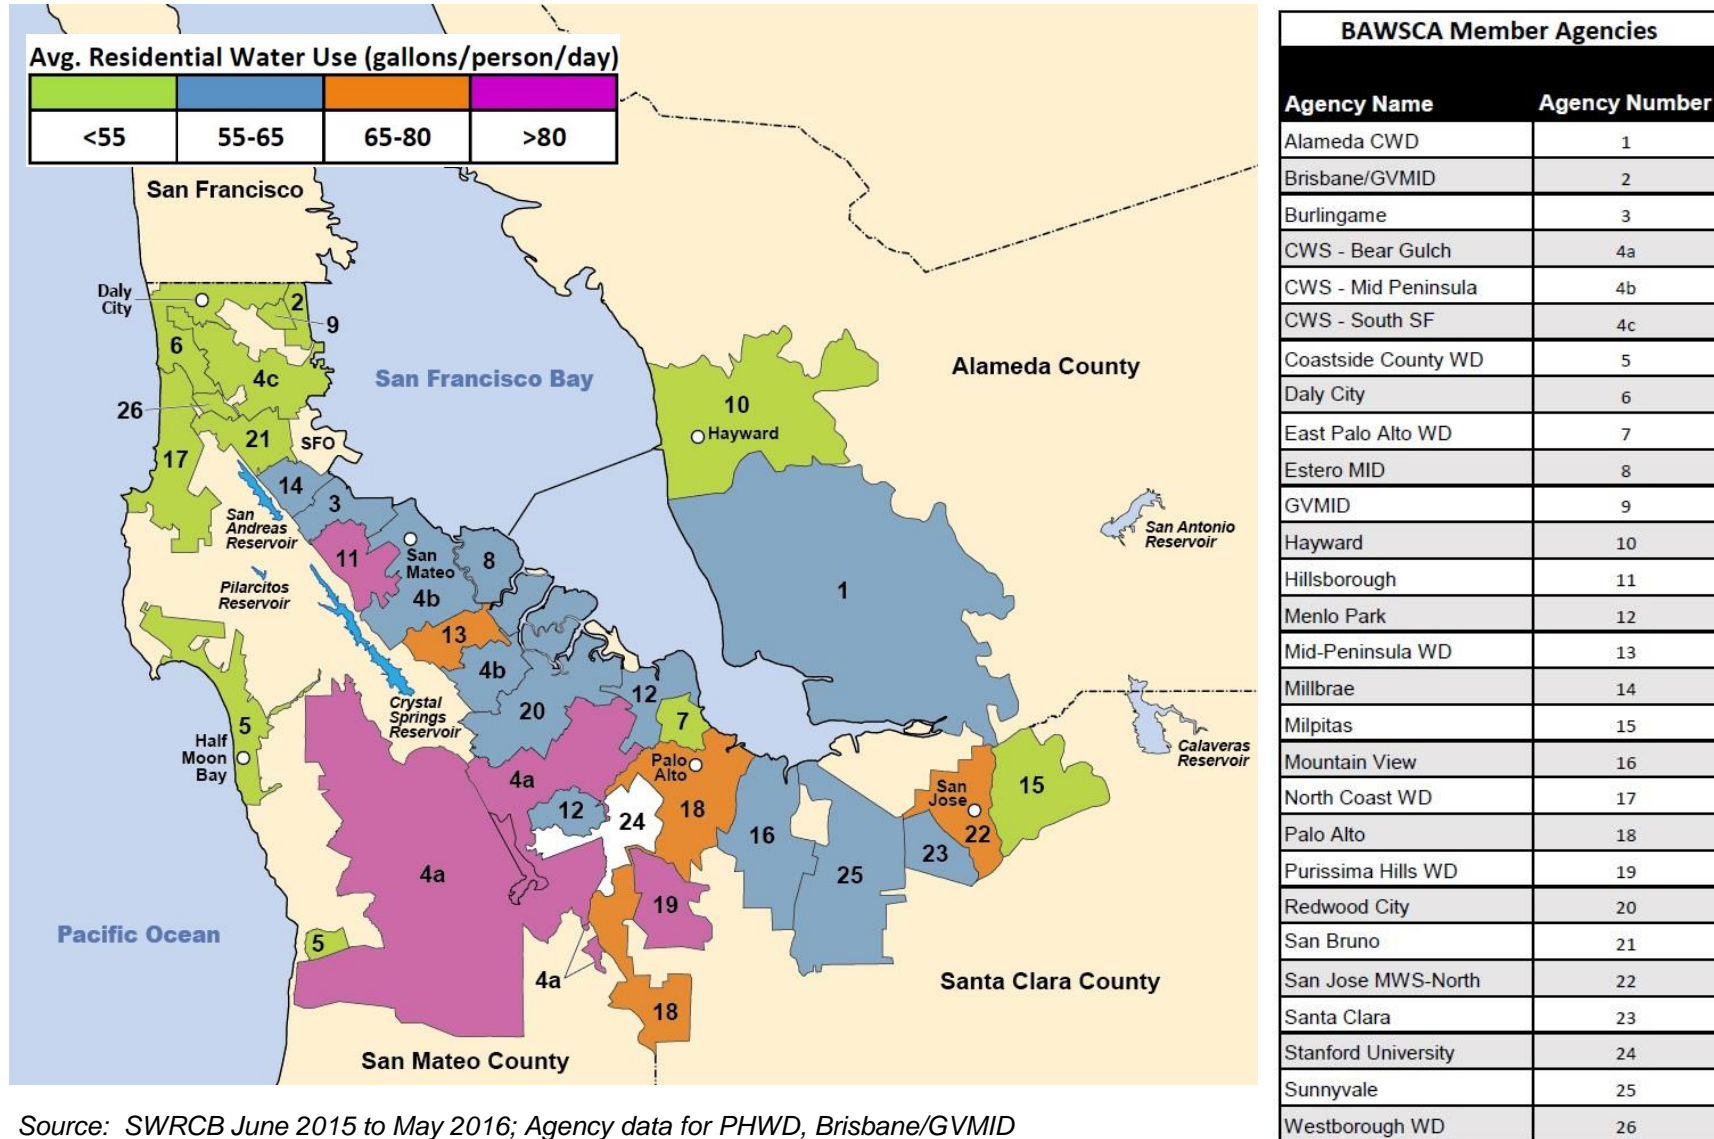 Avg. Residential Water Use (gallons/person/day)
<55 55-65 65-80 >80
San Francisco
Daly
City
2
9
6
4c
26
21
SFO
17
San Francisco Bay
Alameda County
10
Hayward
14
3
San
Andreas
Reservoir
11
San
Mateo
8
Pilarcitos
Reservoir
4b
13
4b
1
San Antonio
Reservoir
Crystal
Springs
Reservoir
20
12
7
5
Half
Moon
Bay
4a
Palo
Alto
Calaveras
Reservoir
12
24
18
San
Jose
15
22
16
23
25
4a
19
Pacific Ocean
5
4a
18
Santa Clara County
San Mateo County
Source: SWRCB June 2015 to May 2016; Agency data for PHWD, Brisbane/GVMID
BAWSCA Member Agencies
Agency Name Agency Number
Alameda CWD 1
Brisbane/GVMID 2
Burlingame 3
CWS - Bear Gulch 4a
CWS - Mid Peninsula 4b
CWS - South SF 4c
Coastside County WD 5
Daly City 6
East Palo Alto WD 7
Estero MID 8
GVMID 9
Hayward 10
Hillsborough 11
Menlo Park 12
Mid-Peninsula WD 13
Millbrae 14
Milpitas 15
Mountain View 16
North Coast WD 17
Palo Alto 18
Purissima Hills WD 19
Redwood City 20
San Bruno 21
San Jose MWS-North 22
Santa Clara 23
Stanford University 24
Sunnyvale 25
Westborough WD 26